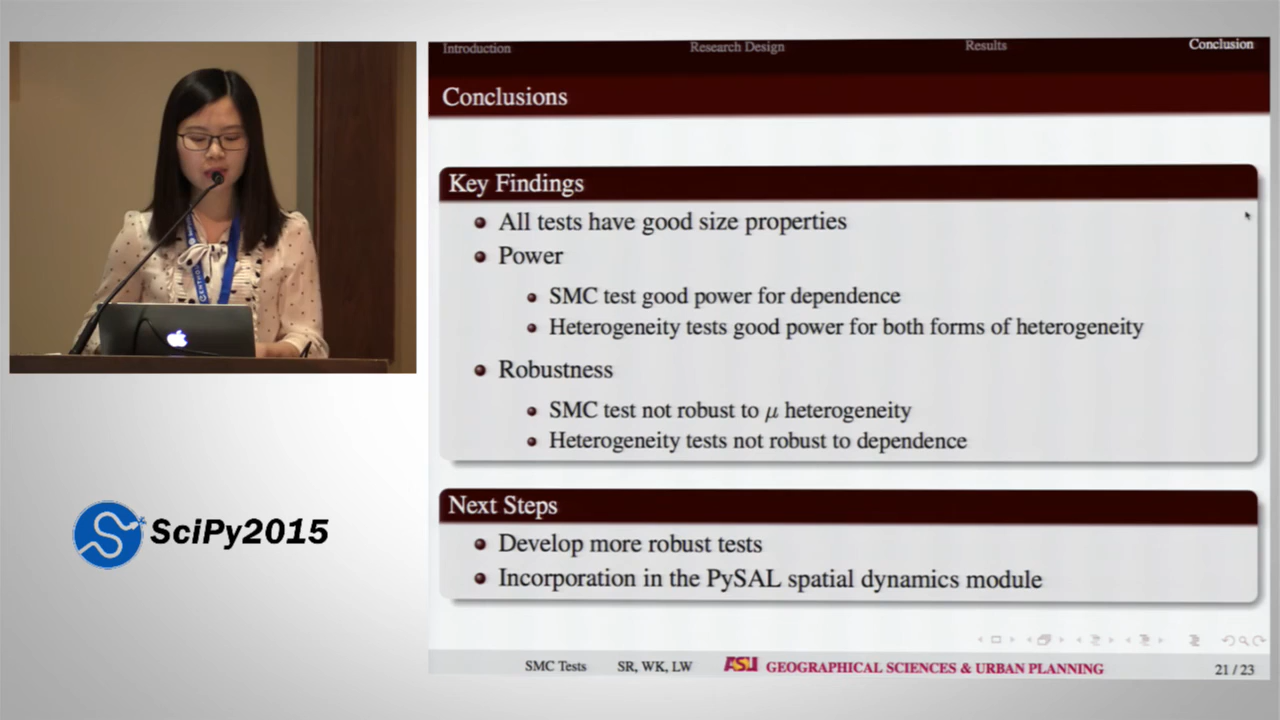 Introduction Research Design Results Conclusion
Conclusions
Key Findings
All tests have good size properties
Power
SMC test good power for dependence
Heterogeneity tests good power for both forms of heterogeneity
Robustness
SMC test not robust to μ heterogeneity
Heterogeneity tests not robust to dependence
Next Steps
Develop more robust tests
Incorporation in the PySAL spatial dynamics module
SMC Tests SR, WK, LW ASU GEOGRAPHICAL SCIENCES & URBAN PLANNING 21 / 23
SciPy2015